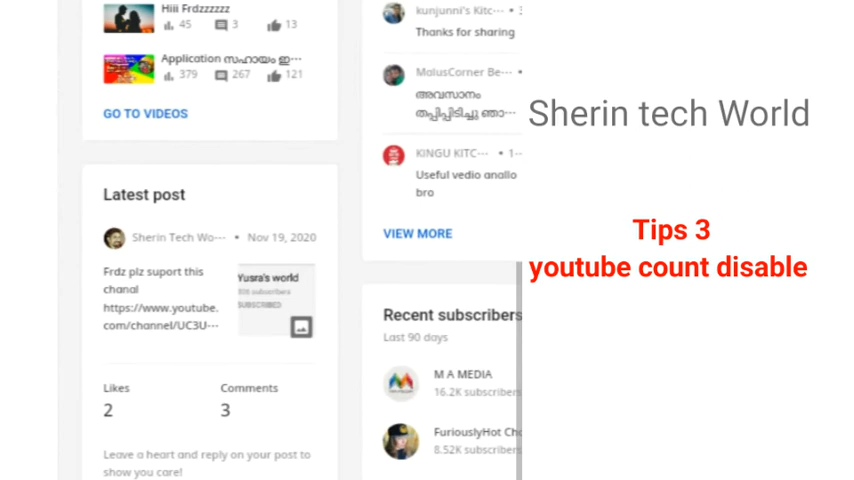 Hiii Frdzzzzzz
45 3 13
Application സഹായം ഇ...
379 267 121
GO TO VIDEOS
Latest post
Sherin Tech Wo... • Nov 19, 2020
Frdz plz suport this
chanal
https://www.youtube.
com/channel/UC3U...
Yusra's world
subscribers
SUBSCRIBED
Likes
Comments
2
3
Leave a heart and reply on your post to
show you care!
kunjunni's Kitc... • 3
Thanks for sharing
MalusCorner Be... •
അവസാനം
തപ്പിപ്പിടിച്ചു ഞാ...
KINGU KITC... • 1...
Useful vedio anallo
bro
VIEW MORE
Recent subscribers
Last 90 days
M A MEDIA
16.2K subscribers
FuriouslyHot Ch
8.52K subscribers
Sherin tech World
Tips 3
youtube count disable